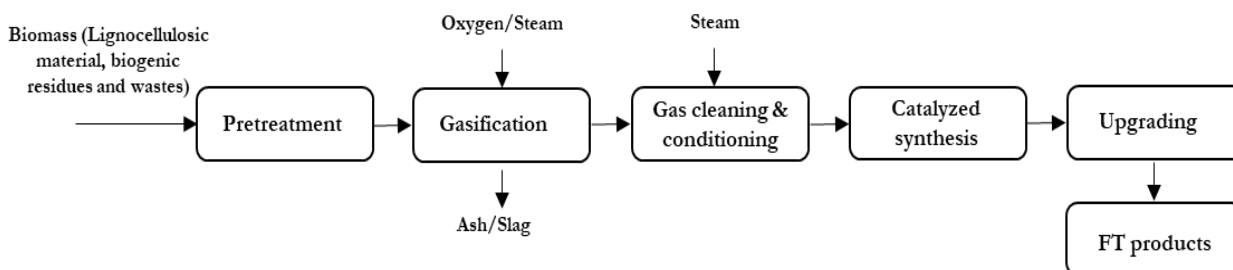 Biomass (Lignocellulosic
material, biogenic
residues and wastes)
Oxygen/Steam
Steam
Pretreatment
Gasification
Gas cleaning &
conditioning
Catalyzed
synthesis
Upgrading
Ash/Slag
FT products